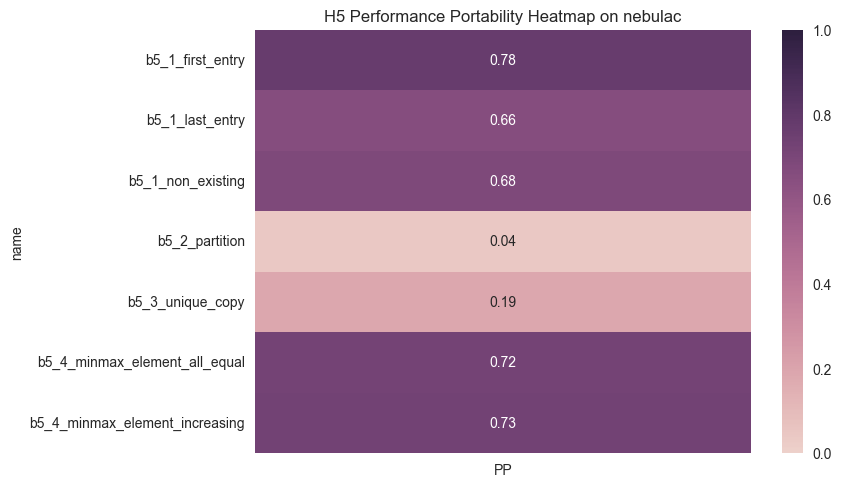 H5 Performance Portability Heatmap on nebulac
name
b5_1_first_entry 0.78
b5_1_last_entry 0.66
b5_1_non_existing 0.68
b5_2_partition 0.04
b5_3_unique_copy 0.19
b5_4_minmax_element_all_equal 0.72
b5_4_minmax_element_increasing 0.73
PP
1.0
0.8
0.6
0.4
0.2
0.0